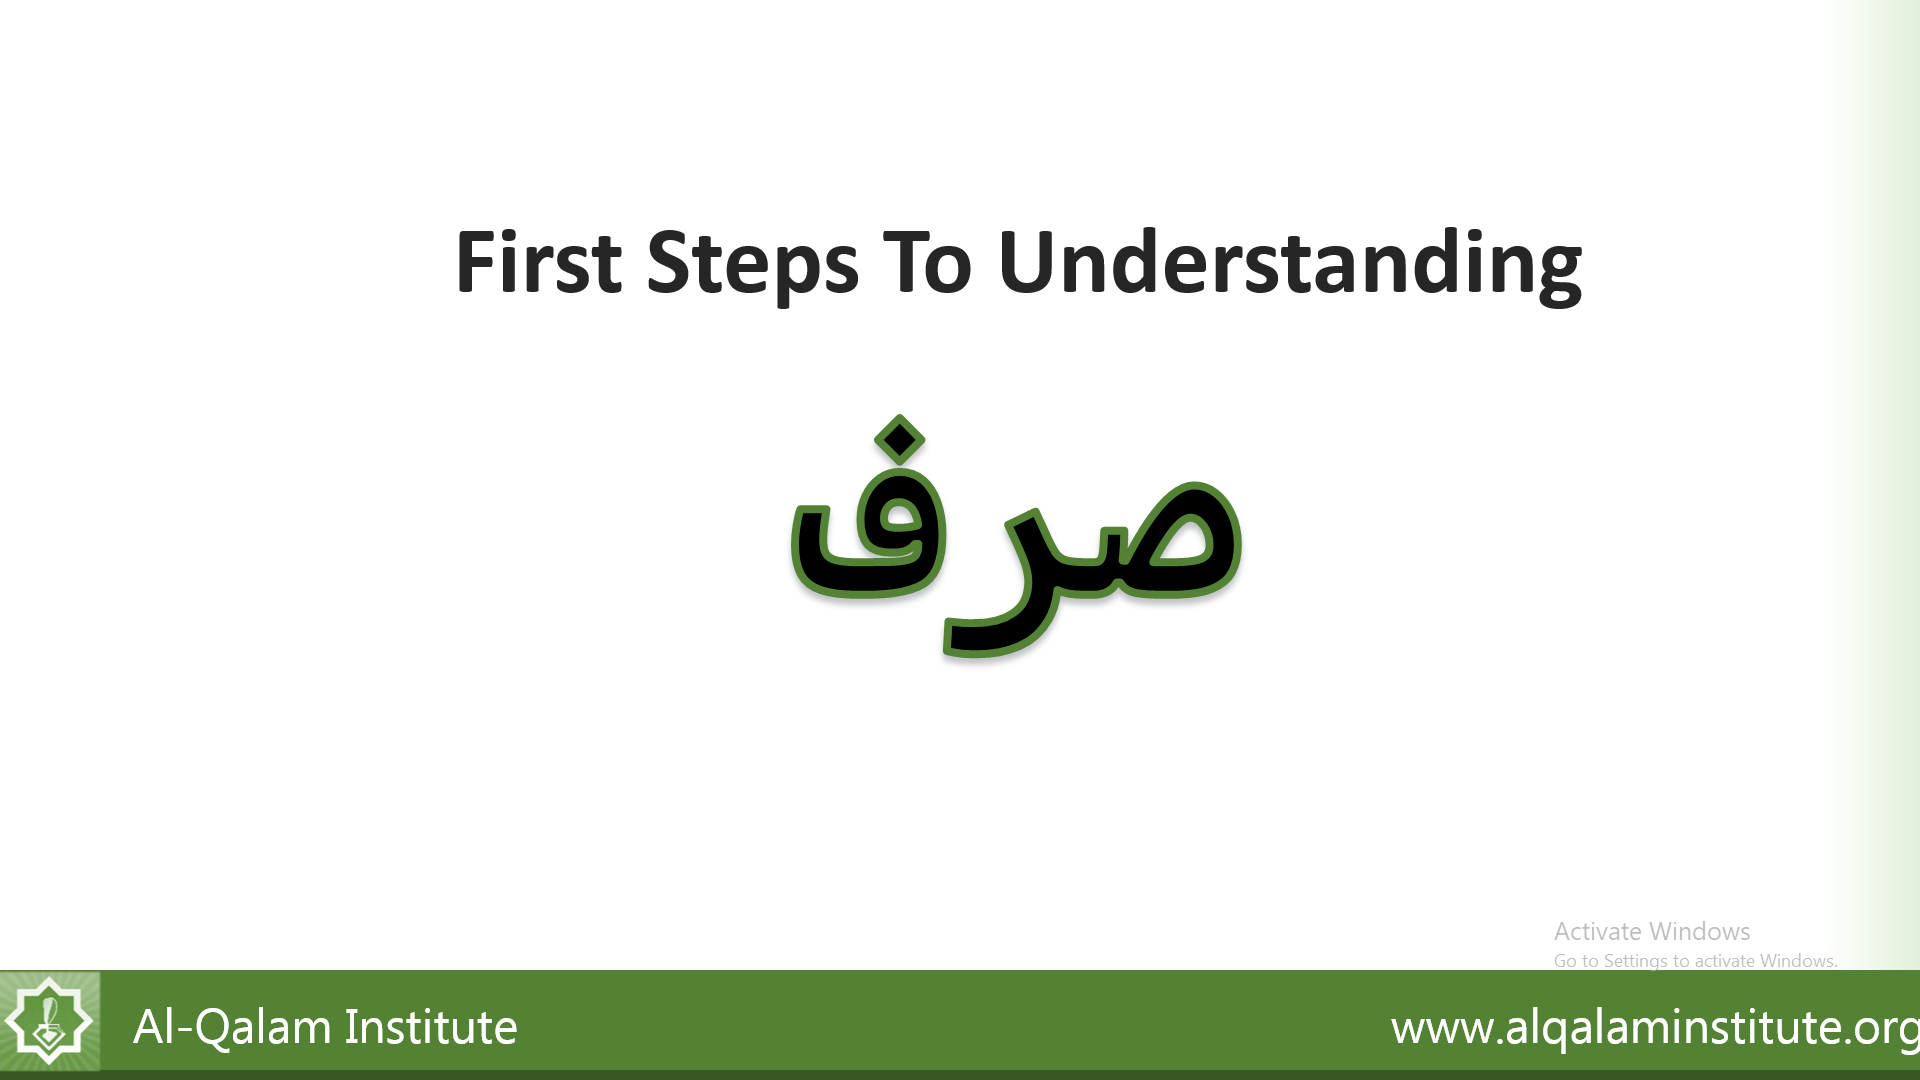 First Steps To Understanding
صرف
Activate Windows
Go to Settings to activate Windows.
Al-Qalam Institute
www.alqalaminstitute.org